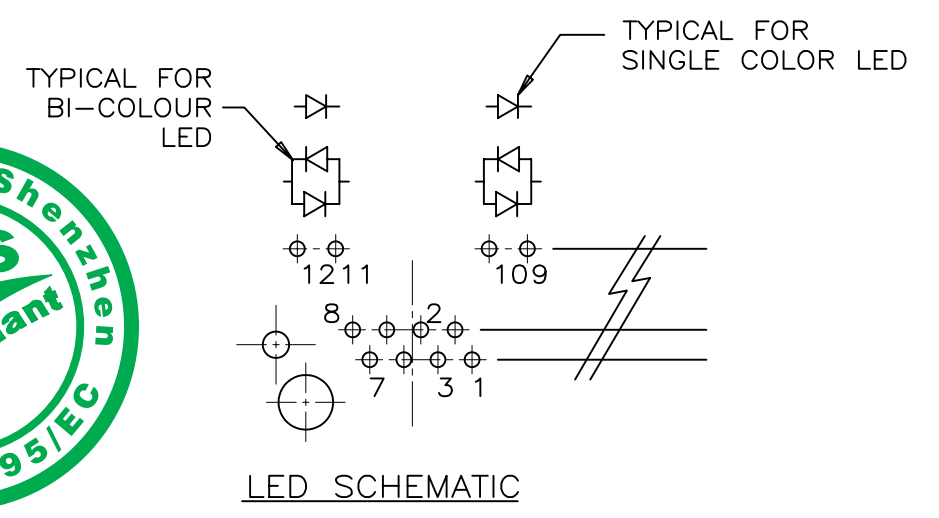 TYPICAL FOR
SINGLE COLOR LED
TYPICAL FOR
BI-COLOUR
LED
Shenzhen
S
ant
95/EC
12 11
10 9
8 2
7 3 1
LED SCHEMATIC